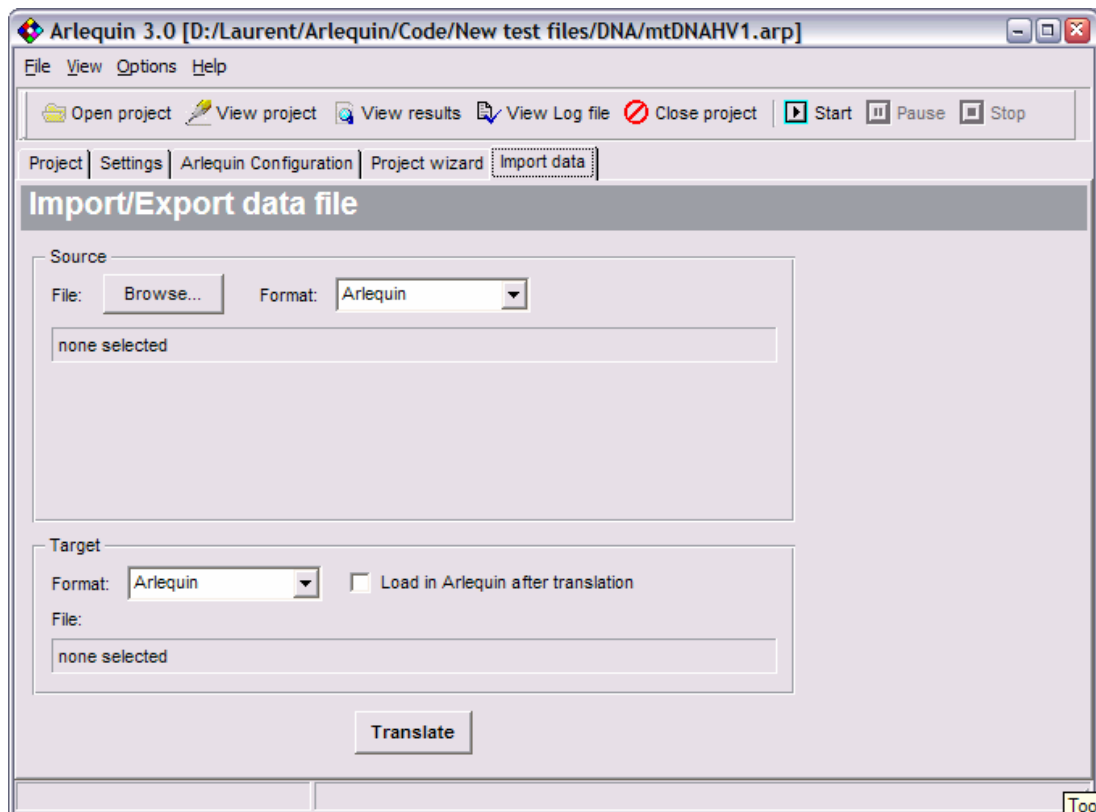 Arlequin 3.0 [D:/Laurent/Arlequin/Code/New test files/DNA/mtDNAHV1.arp]
File View Options Help
Open project View project View results View Log file Close project Start Pause Stop
Project Settings Arlequin Configuration Project wizard Import data
Import/Export data file
Source
File: Browse... Format: Arlequin
none selected
Target
Format: Arlequin Load in Arlequin after translation
File:
none selected
Translate
Too